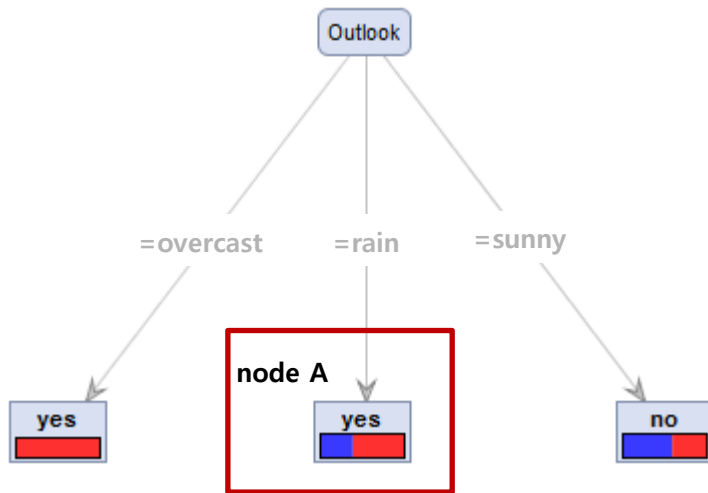 Outlook
=overcast
=rain
=sunny
node A
yes
yes
no